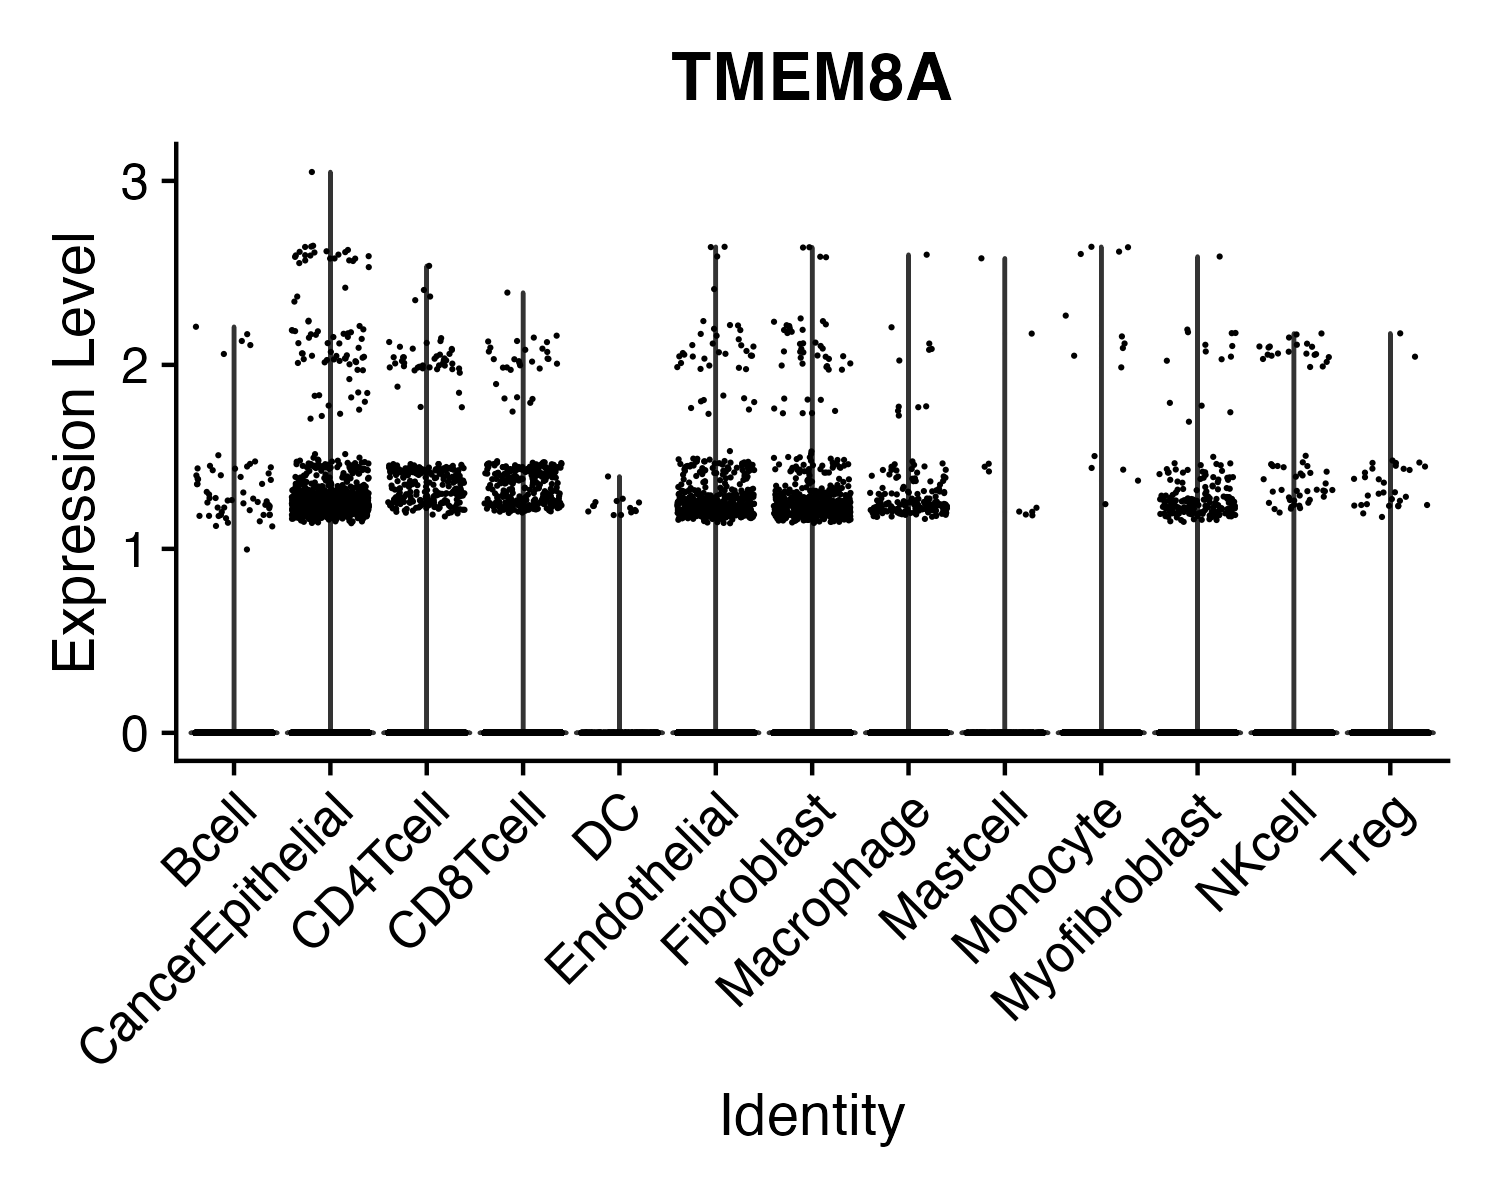 TMEM8A
Expression Level
3
2
1
0
Bcell
CancerEpithelial
CD4Tcell
CD8Tcell
DC
Endothelial
Fibroblast
Macrophage
Mastcell
Monocyte
Myofibroblast
NKcell
Treg
Identity